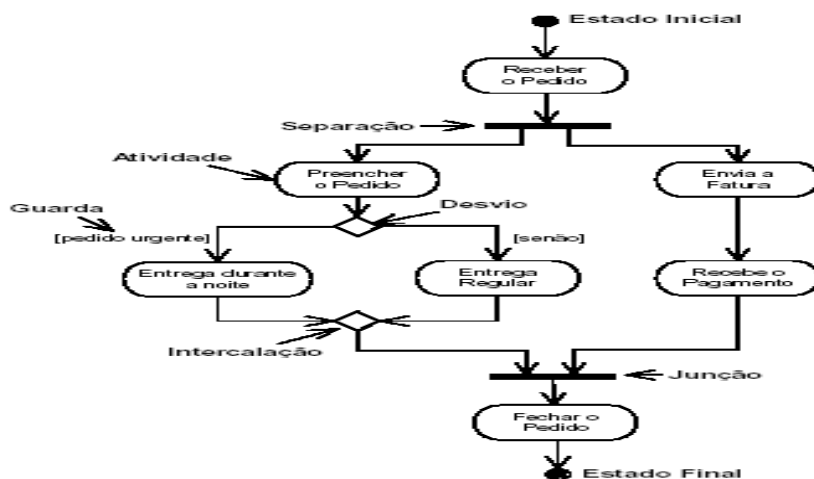 Estado Inicial
Receber
o Pedido
Separação
Atividade
Preencher
o Pedido
Envia a
Fatura
Guarda
Desvio
[pedido urgente]
[senão]
Entrega durante
a noite
Entrega
Regular
Recebe o
Pagamento
Intercalação
Junção
Fechar o
Pedido
Estado Final